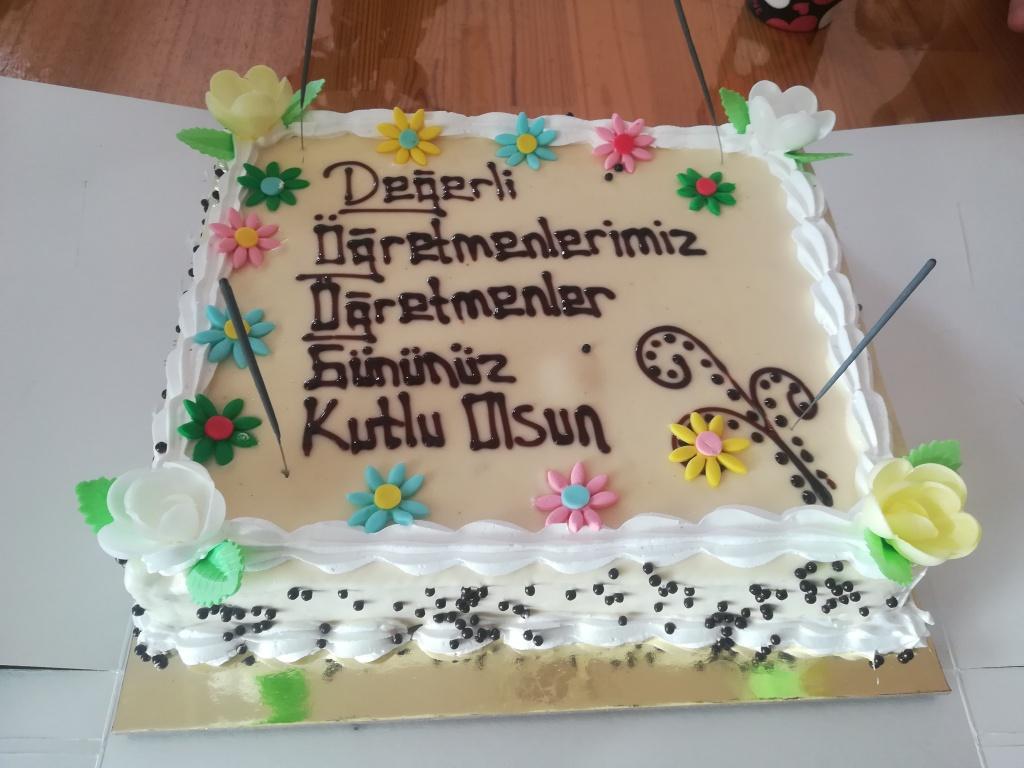 Değerli
Öğretmenlerimiz
Öğretmenler
Gününüz
Kutlu Olsun